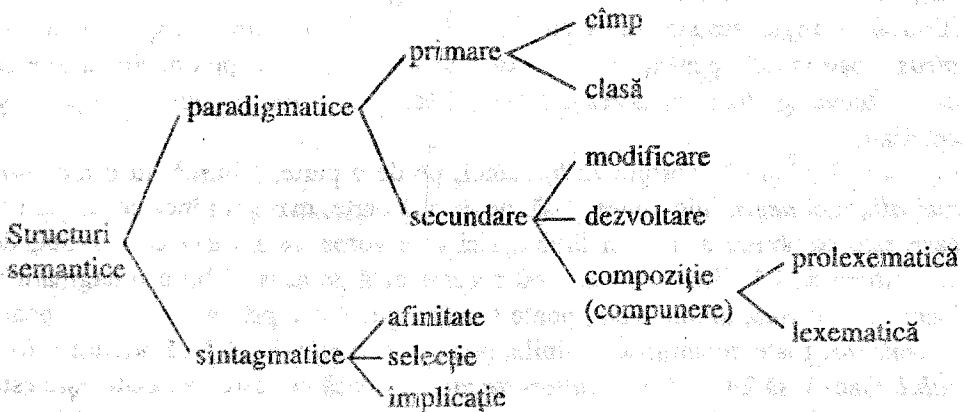 cîmp
primare
clasă
paradigmatice
modificare
secundare
dezvoltare
Structuri
semantice
compoziţie
(compunere)
prolexematică
lexematică
afinitate
sintagmatice
selecţie
implicaţie